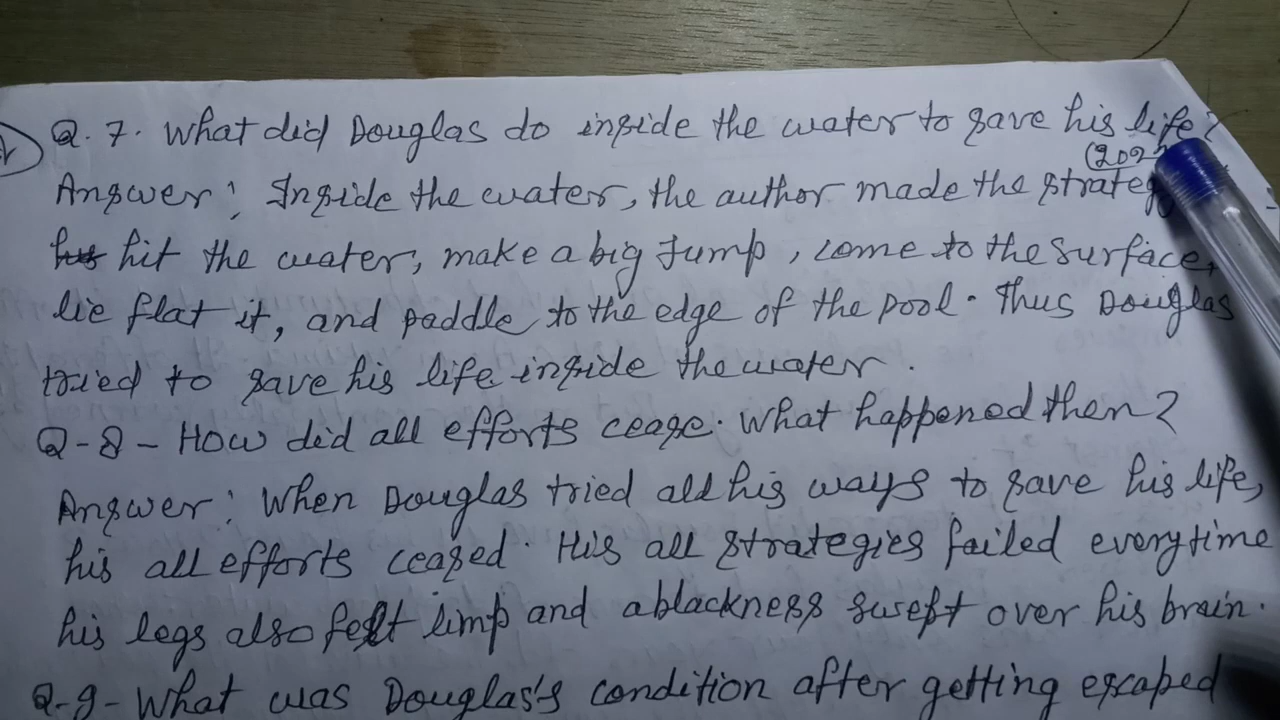 Q. 7. What did Douglas do inside the water to save his life?
Answer: Inside the water, the author made the
hit the water, make a big Jump, come to the surface,
lie flat it, and paddle to the edge of the pool. Thus Douglas
tried to save his life inside the water.
Q-8- How did all efforts cease. What happened then?
Answer: When Douglas tried all his ways to save his life,
his all efforts ceased. His all strategies failed everytime
his legs also felt limp and a blackness swept over his brain.
Q-9- What was Douglas's condition after getting escaped